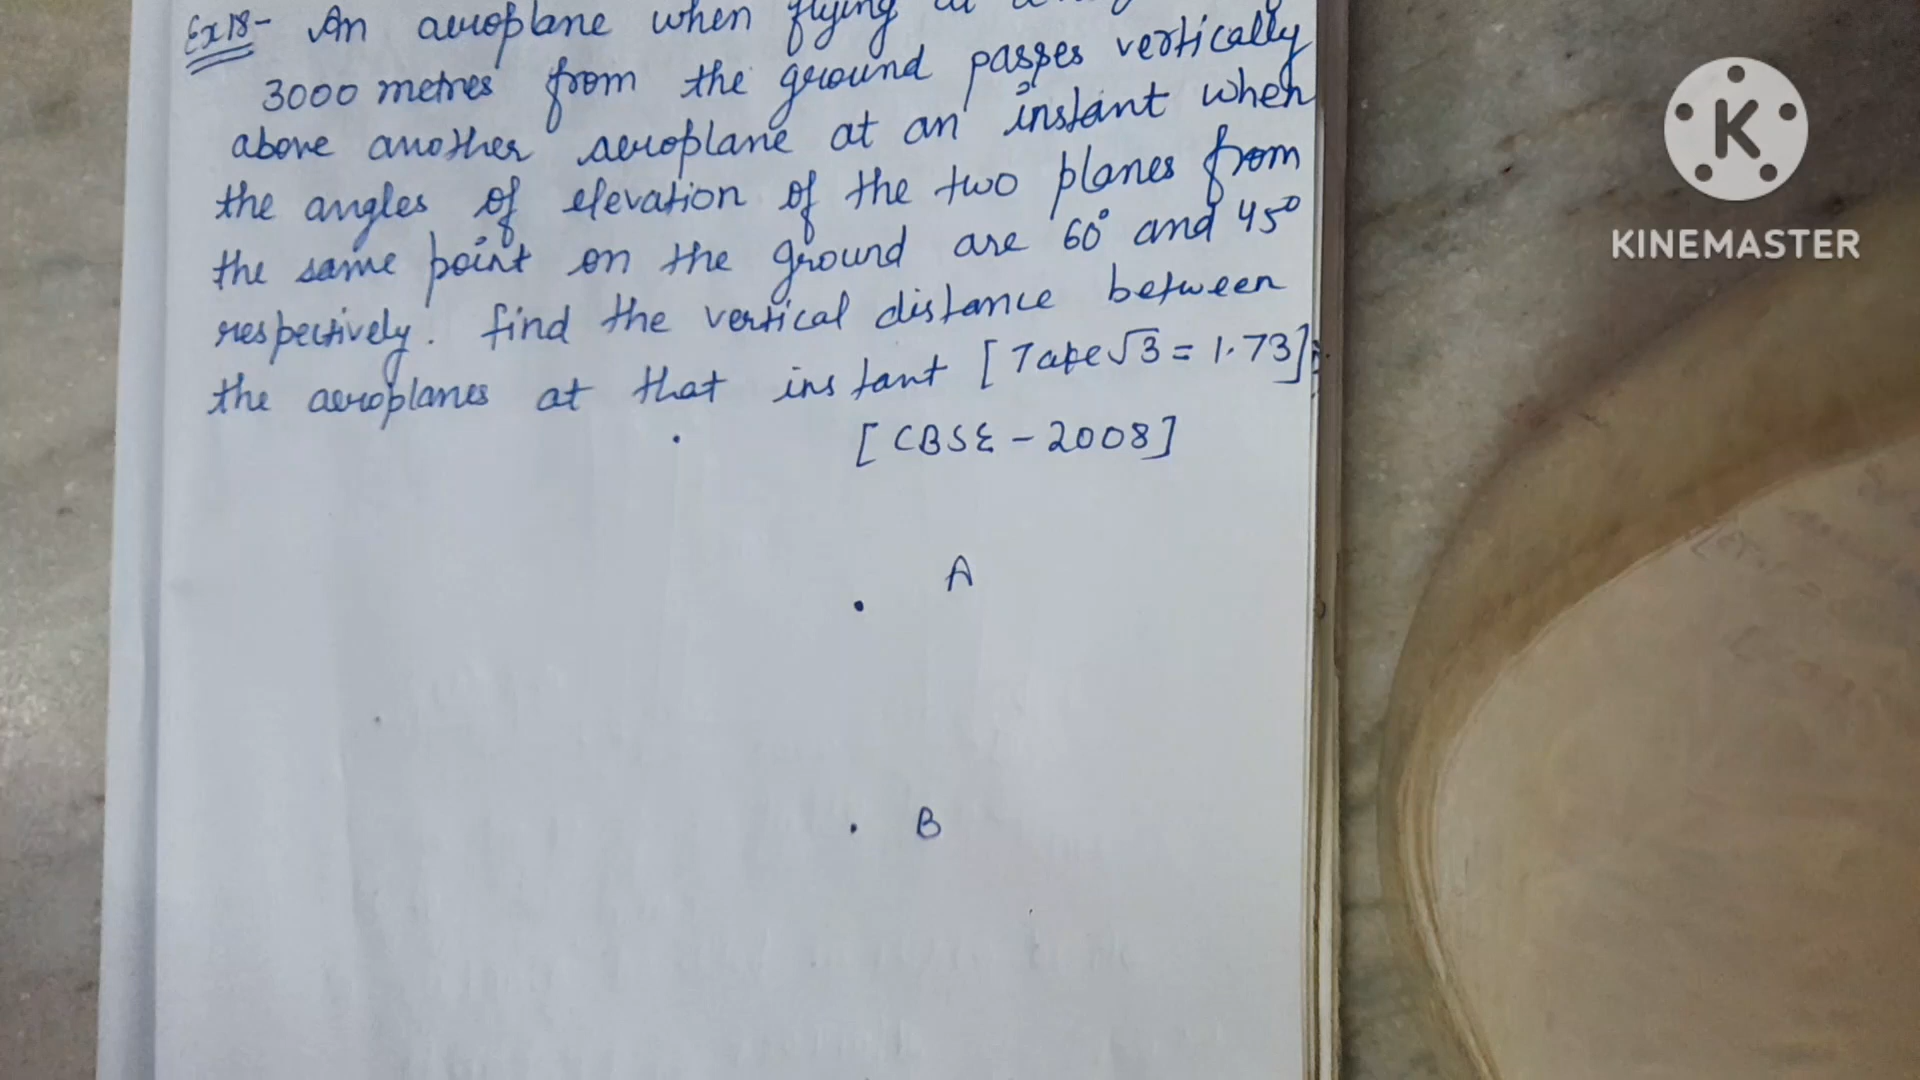 Ex18- An aeroplane when flying at a
3000 metres from the ground passes vertically
above another aeroplane at an instant when
the angles of elevation of the two planes from
the same point on the ground are 60° and 45°
respectively. find the vertical distance between
the aeroplanes at that instant [Take √3 = 1.73]
[CBSE - 2008]
A
B
K
KINEMASTER